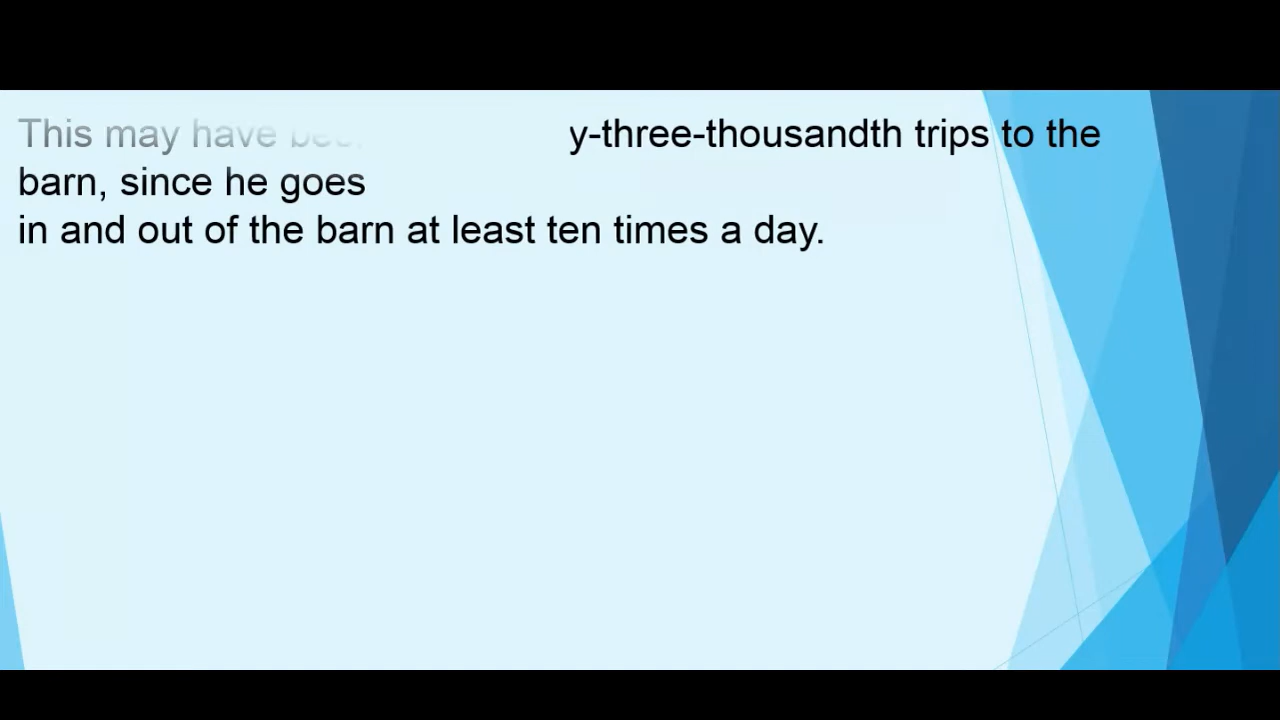 This may have y-three-thousandth trips to the
barn, since he goes
in and out of the barn at least ten times a day.